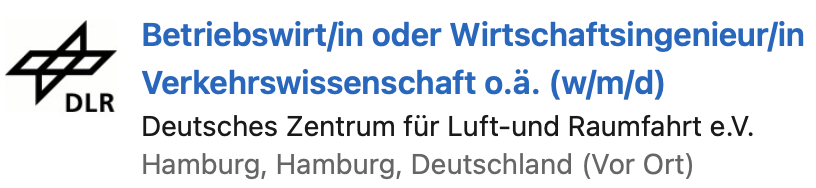 Betriebswirt/in oder Wirtschaftsingenieur/in
Verkehrswissenschaft o.ä. (w/m/d)
DLR
Deutsches Zentrum für Luft-und Raumfahrt e.V.
Hamburg, Hamburg, Deutschland (Vor Ort)